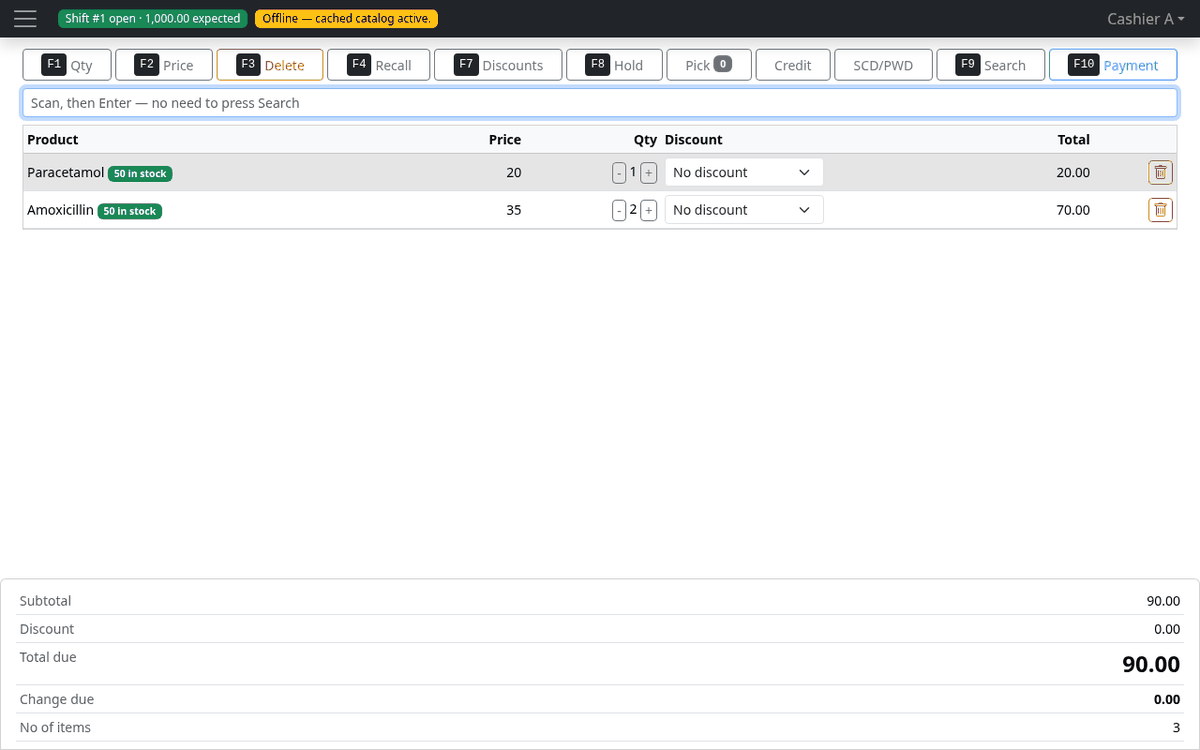 Shift #1 open · 1,000.00 expected Offline — cached catalog active. Cashier A
F1 Qty F2 Price F3 Delete F4 Recall F7 Discounts F8 Hold Pick 0 Credit SCD/PWD F9 Search F10 Payment
Scan, then Enter — no need to press Search
Product Price Qty Discount Total
Paracetamol 50 in stock 20 - 1 + No discount 20.00
Amoxicillin 50 in stock 35 - 2 + No discount 70.00
Subtotal 90.00
Discount 0.00
Total due 90.00
Change due 0.00
No of items 3